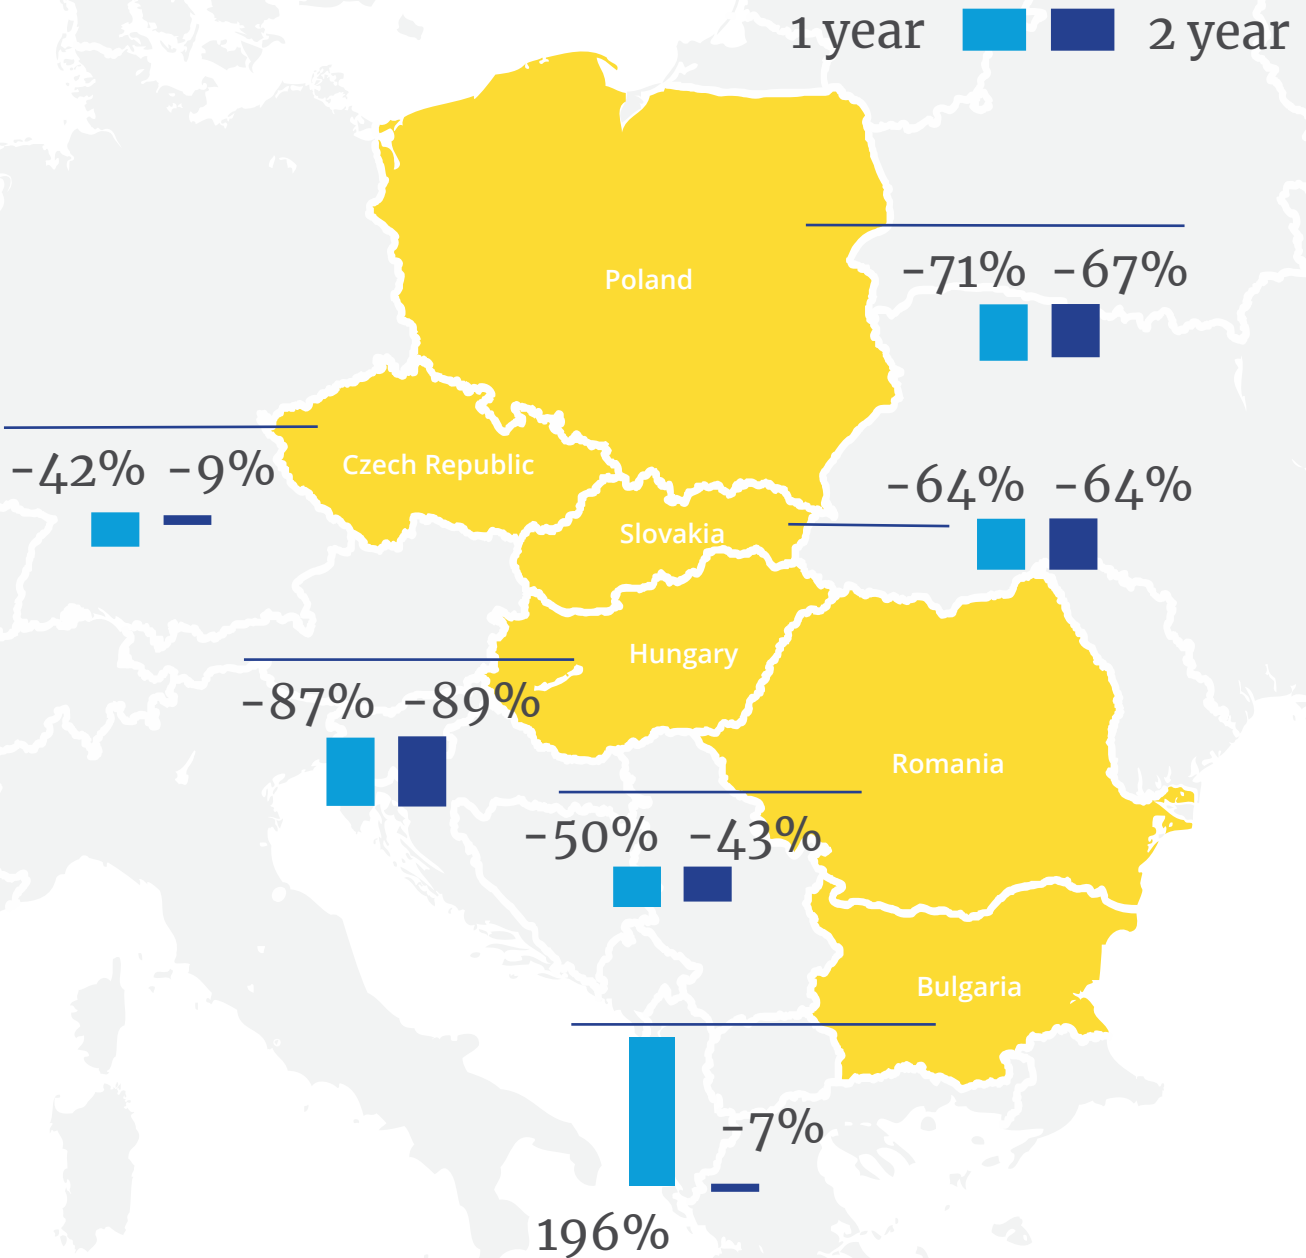 1 year 2 year
Poland
-71% -67%
Czech Republic
-42% -9%
-64% -64%
Slovakia
Hungary
-87% -89%
Romania
-50% -43%
Bulgaria
-7%
196%